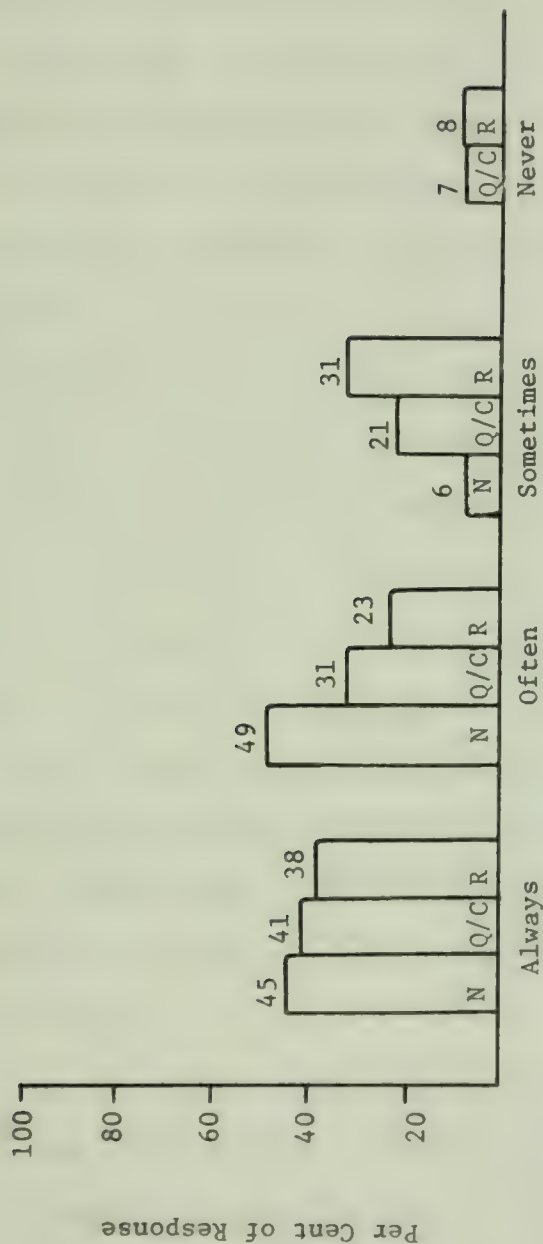 Per Cent of Response
100
80
60
40
20
45
41
38
N
Q/C
R
Always
49
31
23
N
Q/C
R
Often
6
21
31
N
Q/C
R
Sometimes
7
8
Q/C
R
Never